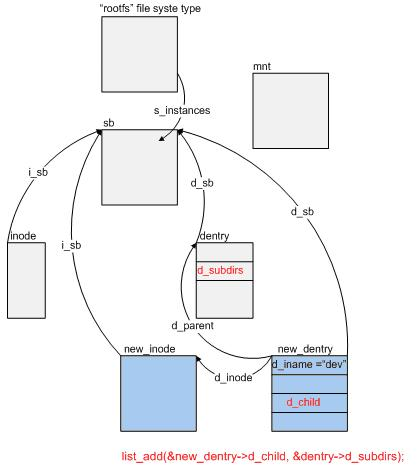 "rootfs" file syste type
mnt
s_instances
sb
i_sb
d_sb
d_sb
inode
i_sb
dentry
d_subdirs
d_parent
new_inode
new_dentry
d_iname ="dev"
d_inode
d_child
list_add(&new_dentry->d_child, &dentry->d_subdirs);